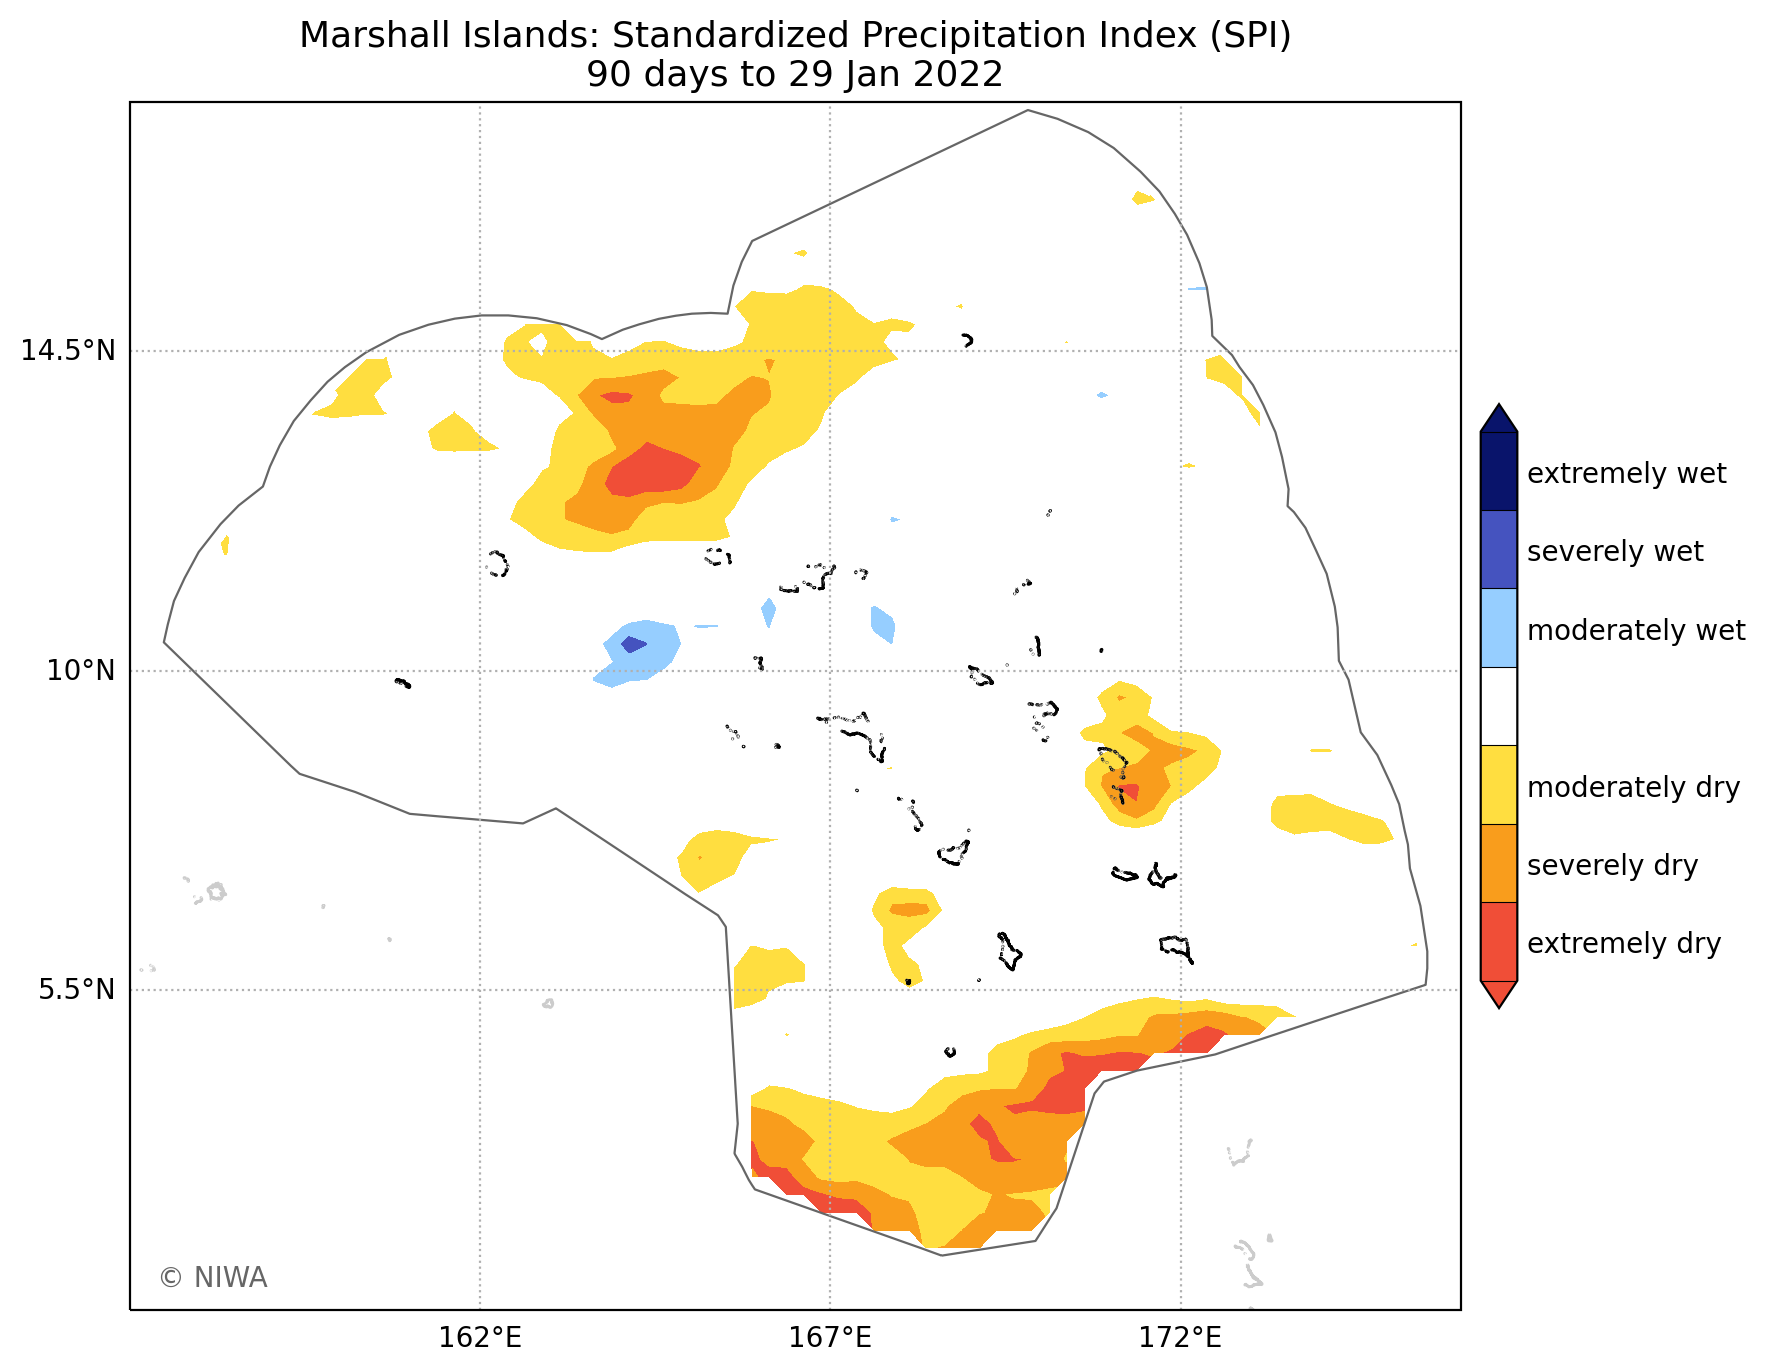 Marshall Islands: Standardized Precipitation Index (SPI)
90 days to 29 Jan 2022
14.5°N
10°N
5.5°N
162°E
167°E
172°E
extremely wet
severely wet
moderately wet
moderately dry
severely dry
extremely dry
© NIWA